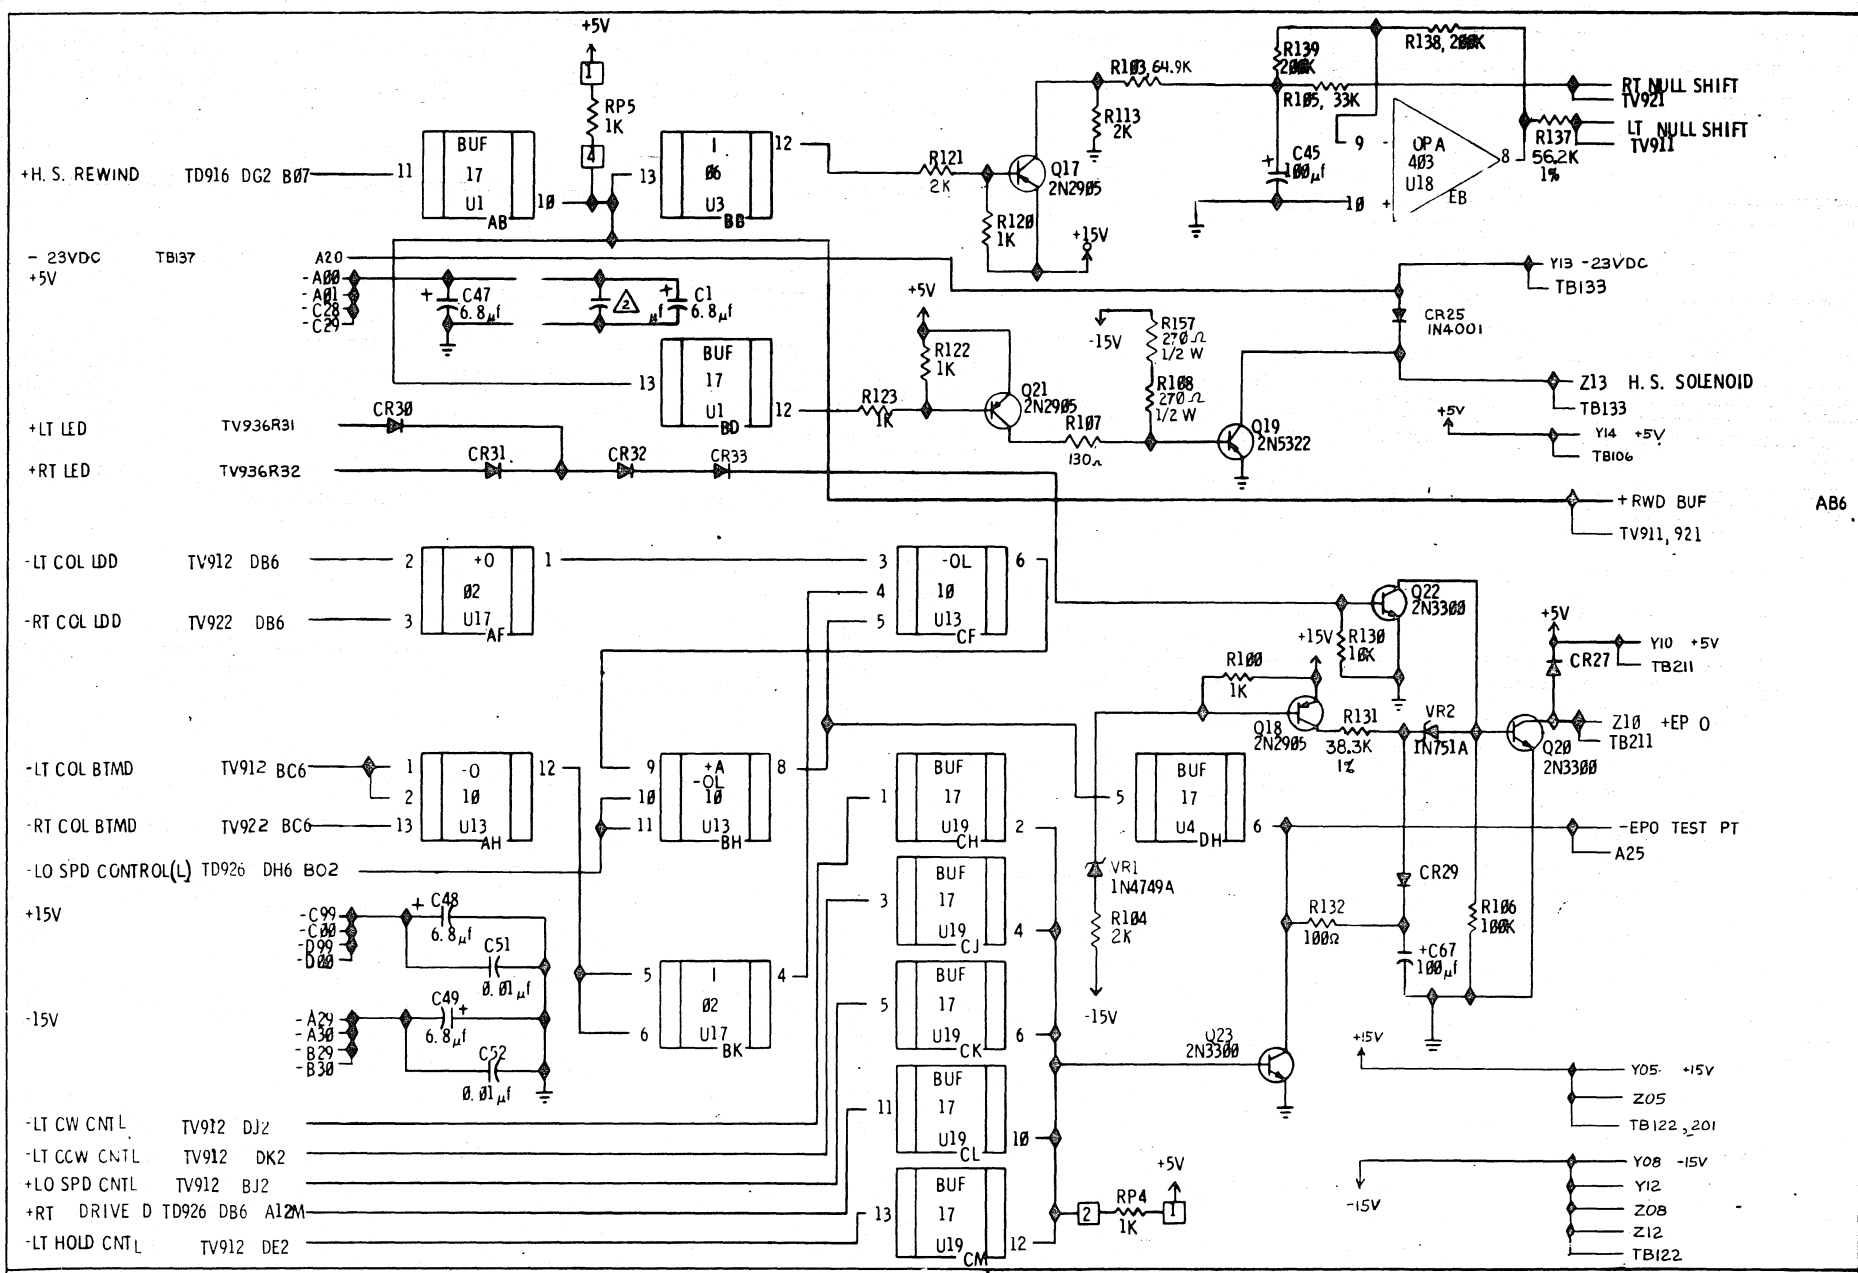 +5V
1
RP5
1K
4
+H. S. REWIND TD916 DG2 B07
11
BUF
17
U1
AB
10
13
I
06
U3
BB
12
R121
2K
R120
1K
Q17
2N2905
+15V
R103, 64.9K
R113
2K
R139
R105, 33K
C45
100µf
R138,
9
10
-
+
OPA
403
U18
EB
8
R137
56.2K
1%
RT NULL SHIFT
TV921
LT NULL SHIFT
TV911
- 23VDC TB137 A20
+5V
-A00
-A01
-C28
-C29
+ C47
6.8µf
2
µf
+ C1
6.8µf
13
BUF
17
U1
BD
12
R123
1K
+5V
R122
1K
Q21
2N2905
R107
130Ω
-15V
R157
270Ω
1/2 W
R108
270Ω
1/2 W
Q19
2N5322
CR25
1N4001
Y13 -23VDC
TB133
Z13 H. S. SOLENOID
TB133
+5V
Y14 +5V
TB106
+LT LED TV936R31
CR30
+RT LED TV936R32
CR31
CR32
CR33
+RWD BUF AB6
TV911, 921
-LT COL LDD TV912 DB6
2
-RT COL LDD TV922 DB6
3
+O
02
U17
AF
1
3
4
5
-OL
10
U13
CF
6
Q22
2N3300
+15V
R130
R100
1K
Q18
2N2905
R131
38.3K
1%
VR2
1N751A
Q20
2N3300
+5V
CR27
Y10 +5V
TB211
Z10 +EP O
TB211
-LT COL BTMD TV912 BC6
1
2
-RT COL BTMD TV922 BC6
13
-O
10
U13
AH
12
9
10
11
+A
-OL
10
U13
BH
8
1
BUF
17
U19
CH
2
5
BUF
17
U4
DH
6
-EPO TEST PT
A25
-LO SPD CONTROL(L) TD926 DH6 B02
+15V
-C99
-C00
-D99
-D00
+ C48
6.8µf
C51
0.01µf
-15V
-A29
-A30
-B29
-B30
C49 +
6.8µf
C52
0.01µf
5
6
I
02
U17
BK
4
3
BUF
17
U19
CJ
4
5
BUF
17
U19
CK
6
11
BUF
17
U19
CL
10
13
BUF
17
U19
CM
12
VR1
1N4749A
R104
2K
-15V
R132
100Ω
CR29
+C67
100µf
R106
100K
Q23
2N3300
+15V
Y05 +15V
Z05
TB122, 201
-15V
Y08 -15V
Y12
Z08
Z12
TB122
-LT CW CNTL TV912 DJ2
-LT CCW CNTL TV912 DK2
+LO SPD CNTL TV912 BJ2
+RT DRIVE D TD926 DB6 A12M
-LT HOLD CNTL TV912 DE2
2
RP4
1K
1
+5V